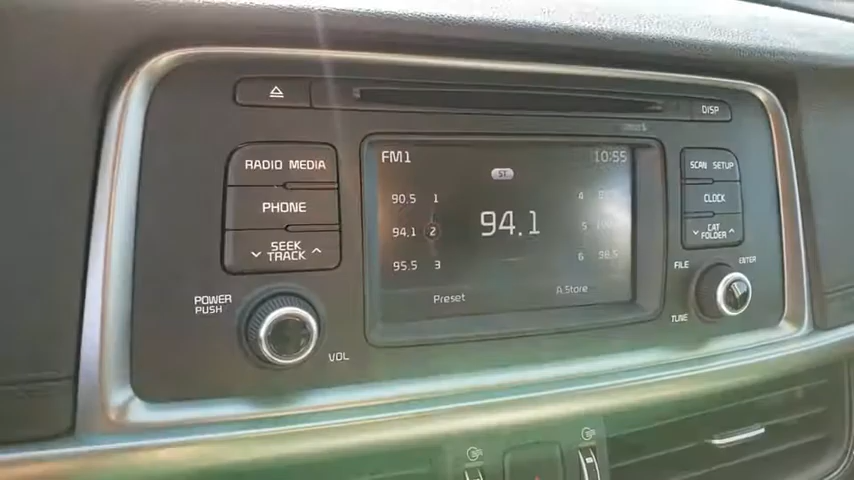 DISP
RADIO MEDIA
PHONE
SEEK
TRACK
POWER
PUSH
VOL
FM1
ST
10:55
90.5 1
94.1 2
95.5 3
94.1
4
5
6 98.5
Preset
A.Store
SCAN SETUP
CLOCK
CAT
FOLDER
FILE
ENTER
TUNE